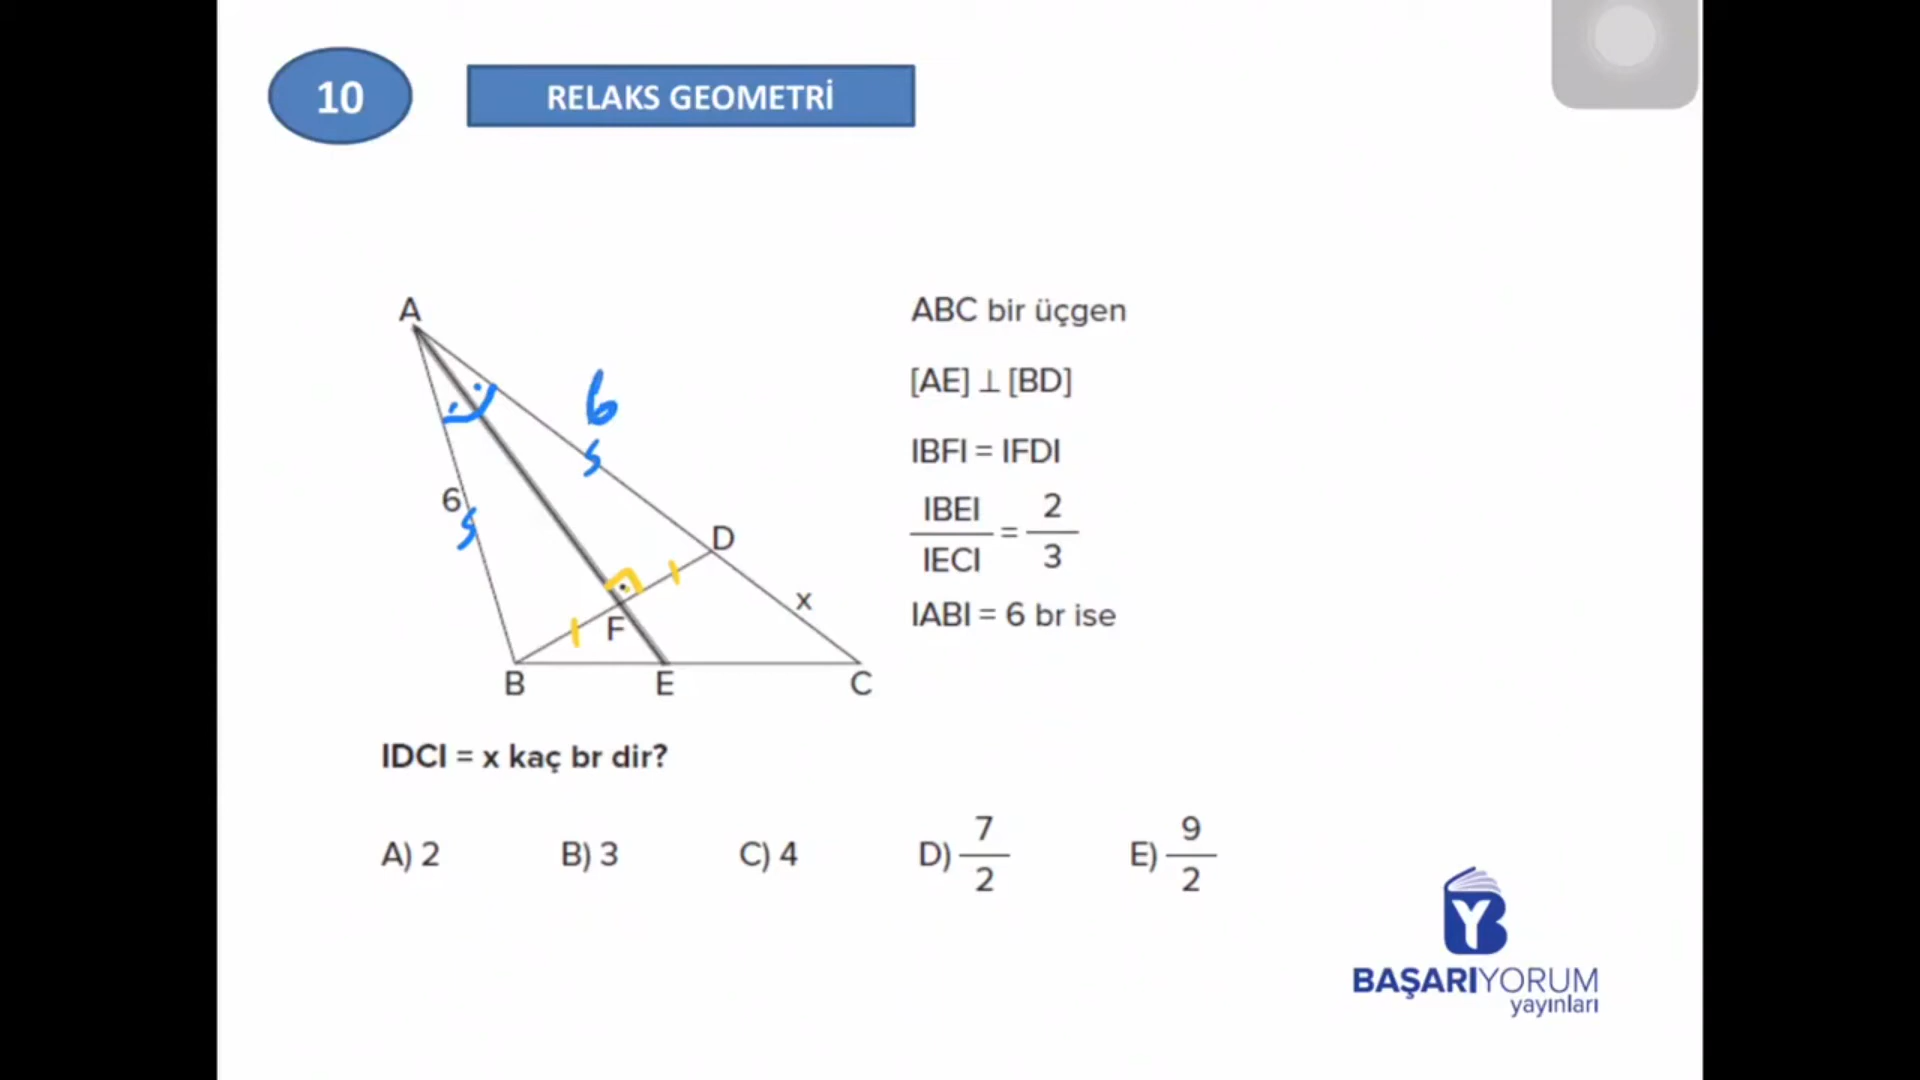 10
RELAKS GEOMETRİ
A
6
6
D
x
F
B
E
C
ABC bir üçgen
[AE] ⊥ [BD]
IBFI = IFDI
IBEI / IECI = 2 / 3
IABI = 6 br ise
IDCI = x kaç br dir?
A) 2 B) 3 C) 4 D) 7/2 E) 9/2
BAŞARIYORUM
yayınları